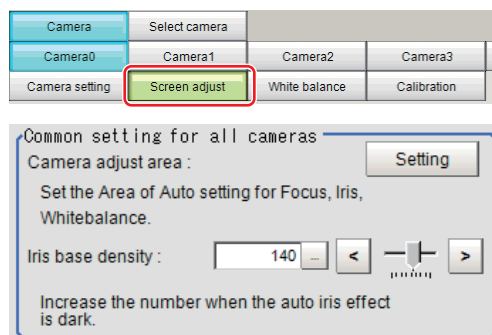 Camera Select camera
Camera0 Camera1 Camera2 Camera3
Camera setting Screen adjust White balance Calibration
Common setting for all cameras
Camera adjust area : Setting
Set the Area of Auto setting for Focus, Iris,
Whitebalance.
Iris base density : 140 ... < >
Increase the number when the auto iris effect
is dark.